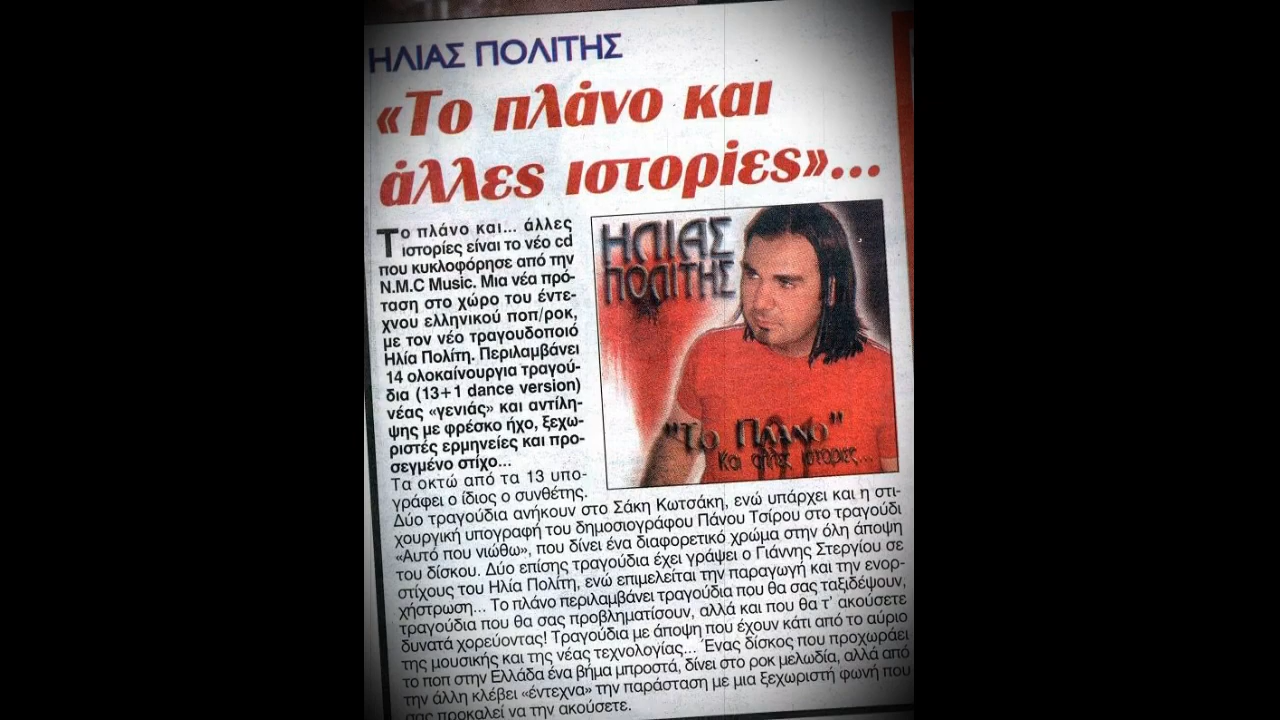 ΗΛΙΑΣ ΠΟΛΙΤΗΣ
«Το πλάνο και
άλλες ιστορίες»...
Το πλάνο και... άλλες
ιστορίες είναι το νέο cd
που κυκλοφόρησε από την
N.M.C Music. Μια νέα πρό-
ταση στο χώρο του έντε-
χνου ελληνικού ποπ/ροκ,
με τον νέο τραγουδοποιό
Ηλία Πολίτη. Περιλαμβάνει
14 ολοκαίνουργια τραγού-
δια (13+1 dance version)
νέας «γενιάς» και αντίλη-
ψης με φρέσκο ήχο, ξεχω-
ριστές ερμηνείες και προ-
σεγμένο στίχο...
Τα οκτώ από τα 13 υπο-
γράφει ο ίδιος ο συνθέτης.
Δύο τραγούδια ανήκουν στο Σάκη Κωτσάκη, ενώ υπάρχει και η στι-
χουργική υπογραφή του δημοσιογράφου Πάνου Τσίρου στο τραγούδι
«Αυτό που νιώθω», που δίνει ένα διαφορετικό χρώμα στην όλη άποψη
του δίσκου. Δύο επίσης τραγούδια έχει γράψει ο Γιάννης Στεργίου σε
στίχους του Ηλία Πολίτη, ενώ επιμελείται την παραγωγή και την ενορ-
χήστρωση... Το πλάνο περιλαμβάνει τραγούδια που θα σας ταξιδέψουν,
τραγούδια που θα σας προβληματίσουν, αλλά και που θα τ' ακούσετε
δυνατά χορεύοντας! Τραγούδια με άποψη που έχουν κάτι από το αύριο
της μουσικής και της νέας τεχνολογίας... Ένας δίσκος που προχωράει
το ποπ στην Ελλάδα ένα βήμα μπροστά, δίνει στο ροκ μελωδία, αλλά από
την άλλη κλέβει «έντεχνα» την παράσταση με μια ξεχωριστή φωνή που
σας προκαλεί να την ακούσετε.
ΗΛΙΑΣ
ΠΟΛΙΤΗΣ
"Το Πλάνο"
Και άλλες ιστορίες...